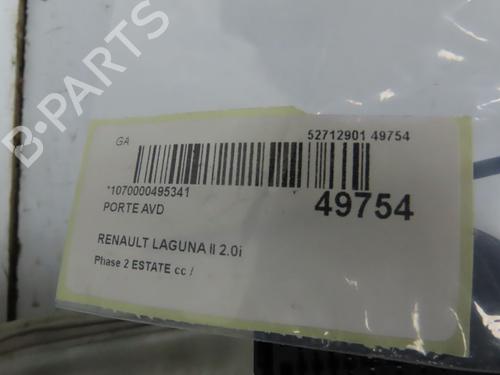 GA
52712901 49754
*1070000495341
49754
PORTE AVD
RENAULT LAGUNA II 2.0i
Phase 2 ESTATE cc /
B-PARTS